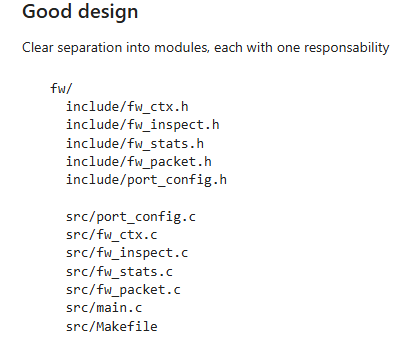 Good design
Clear separation into modules, each with one responsability
fw/
include/fw_ctx.h
include/fw_inspect.h
include/fw_stats.h
include/fw_packet.h
include/port_config.h
src/port_config.c
src/fw_ctx.c
src/fw_inspect.c
src/fw_stats.c
src/fw_packet.c
src/main.c
src/Makefile